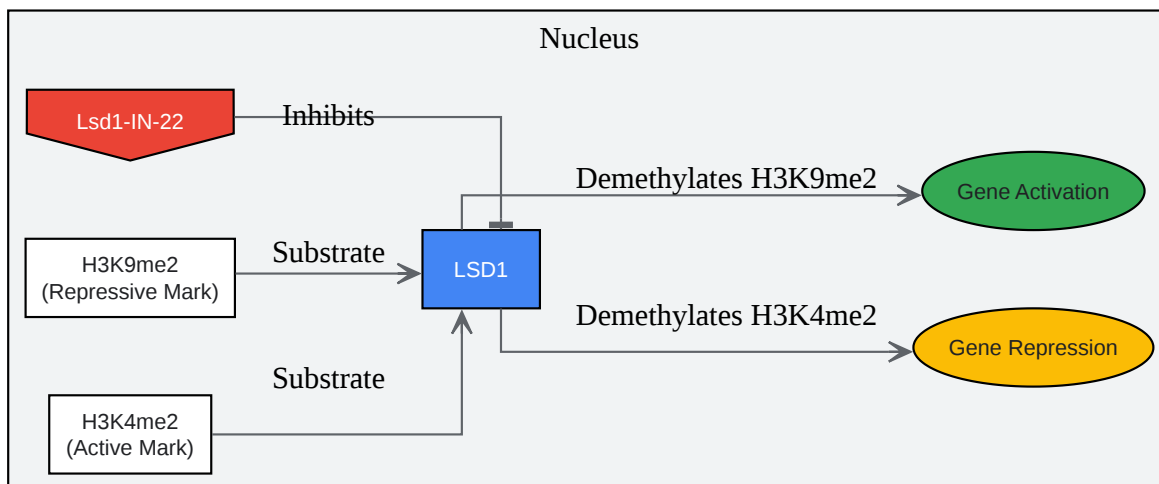 Nucleus
Lsd1-IN-22
Inhibits
Demethylates H3K9me2
Gene Activation
H3K9me2
(Repressive Mark)
Substrate
LSD1
Demethylates H3K4me2
Gene Repression
Substrate
H3K4me2
(Active Mark)